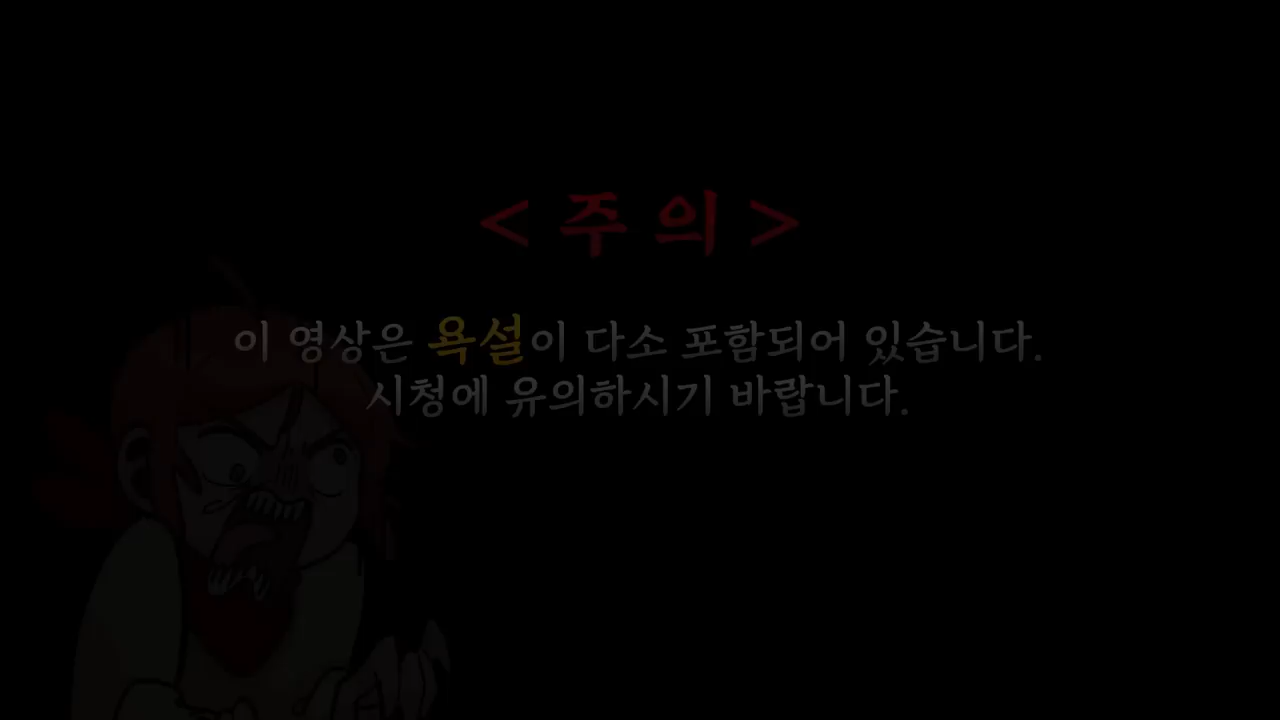 < 주 의 >
이 영상은 욕설이 다소 포함되어 있습니다.
시청에 유의하시기 바랍니다.